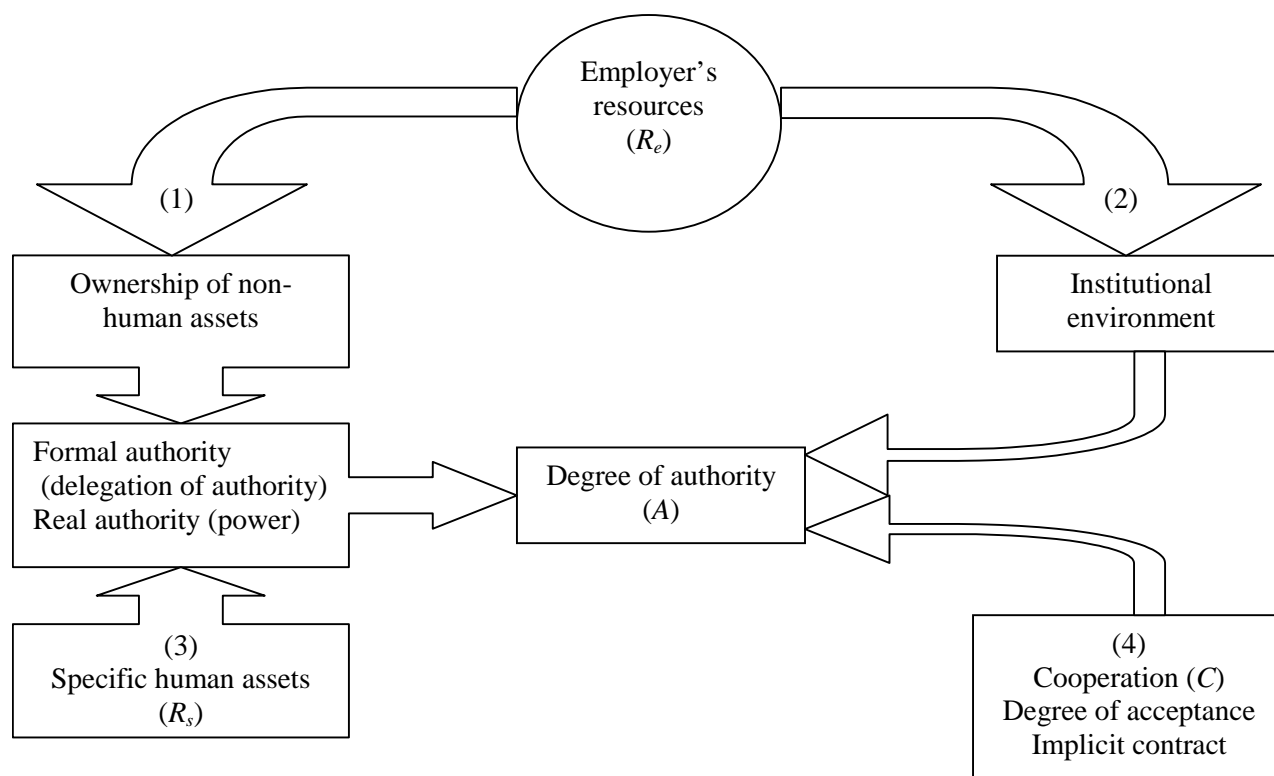 Employer’s
resources
(Re)
(1)
(2)
Ownership of non-
human assets
Institutional
environment
Formal authority
(delegation of authority)
Real authority (power)
Degree of authority
(A)
(3)
Specific human assets
(Rs)
(4)
Cooperation (C)
Degree of acceptance
Implicit contract